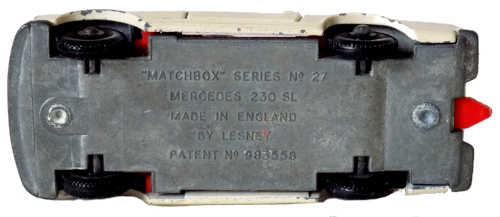 "MATCHBOX" SERIES Nº 27
MERCEDES 230 SL
MADE IN ENGLAND
BY LESNEY
PATENT Nº 983558